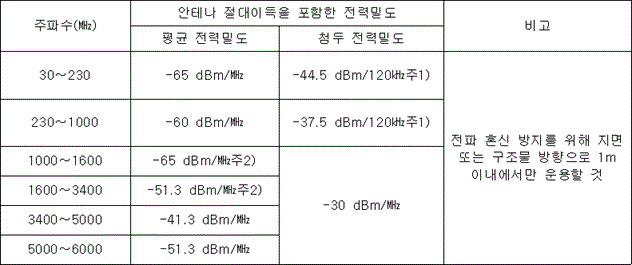 주파수(㎒)
안테나 절대이득을 포함한 전력밀도
비고
평균 전력밀도
첨두 전력밀도
30~230
-65 dBm/㎒
-44.5 dBm/120㎑주1)
전파 혼신 방지를 위해 지면
또는 구조물 방향으로 1m
이내에서만 운용할 것
230~1000
-60 dBm/㎒
-37.5 dBm/120㎑주1)
1000~1600
-65 dBm/㎒주2)
-30 dBm/㎒
1600~3400
-51.3 dBm/㎒주2)
3400~5000
-41.3 dBm/㎒
5000~6000
-51.3 dBm/㎒